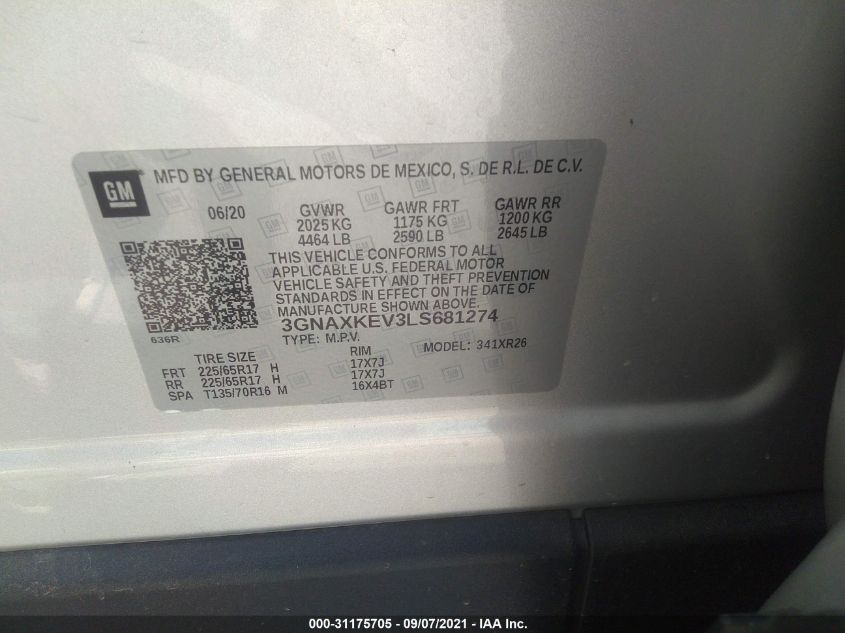 GM
MFD BY GENERAL MOTORS DE MEXICO, S. DE R.L. DE C.V.
06/20 GVWR GAWR FRT GAWR RR
2025 KG 1175 KG 1200 KG
4464 LB 2590 LB 2645 LB
THIS VEHICLE CONFORMS TO ALL
APPLICABLE U.S. FEDERAL MOTOR
VEHICLE SAFETY AND THEFT PREVENTION
STANDARDS IN EFFECT ON THE DATE OF
MANUFACTURE SHOWN ABOVE.
3GNAXKEV3LS681274
636R
TYPE: M.P.V. MODEL: 341XR26
TIRE SIZE RIM
FRT 225/65R17 H 17X7J
RR 225/65R17 H 17X7J
SPA T135/70R16 M 16X4BT
000-31175705 - 09/07/2021 - IAA Inc.